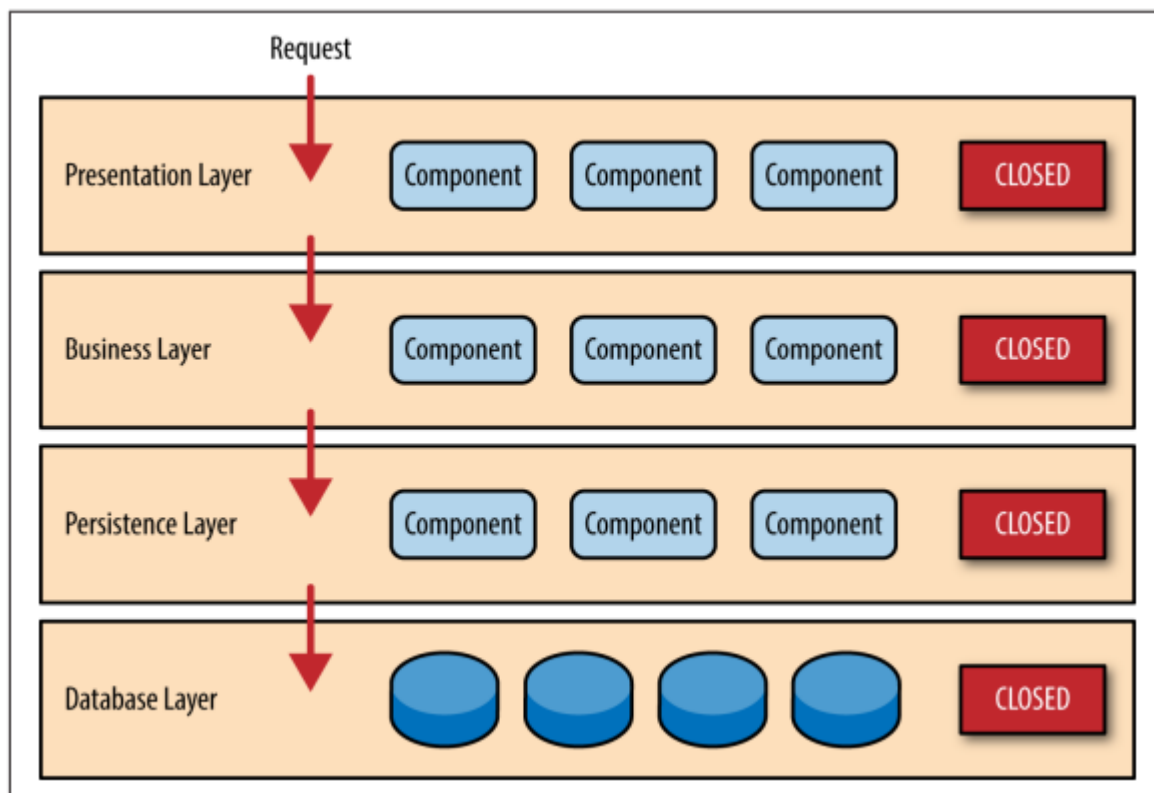 Request
Presentation Layer Component Component Component CLOSED
Business Layer Component Component Component CLOSED
Persistence Layer Component Component Component CLOSED
Database Layer CLOSED